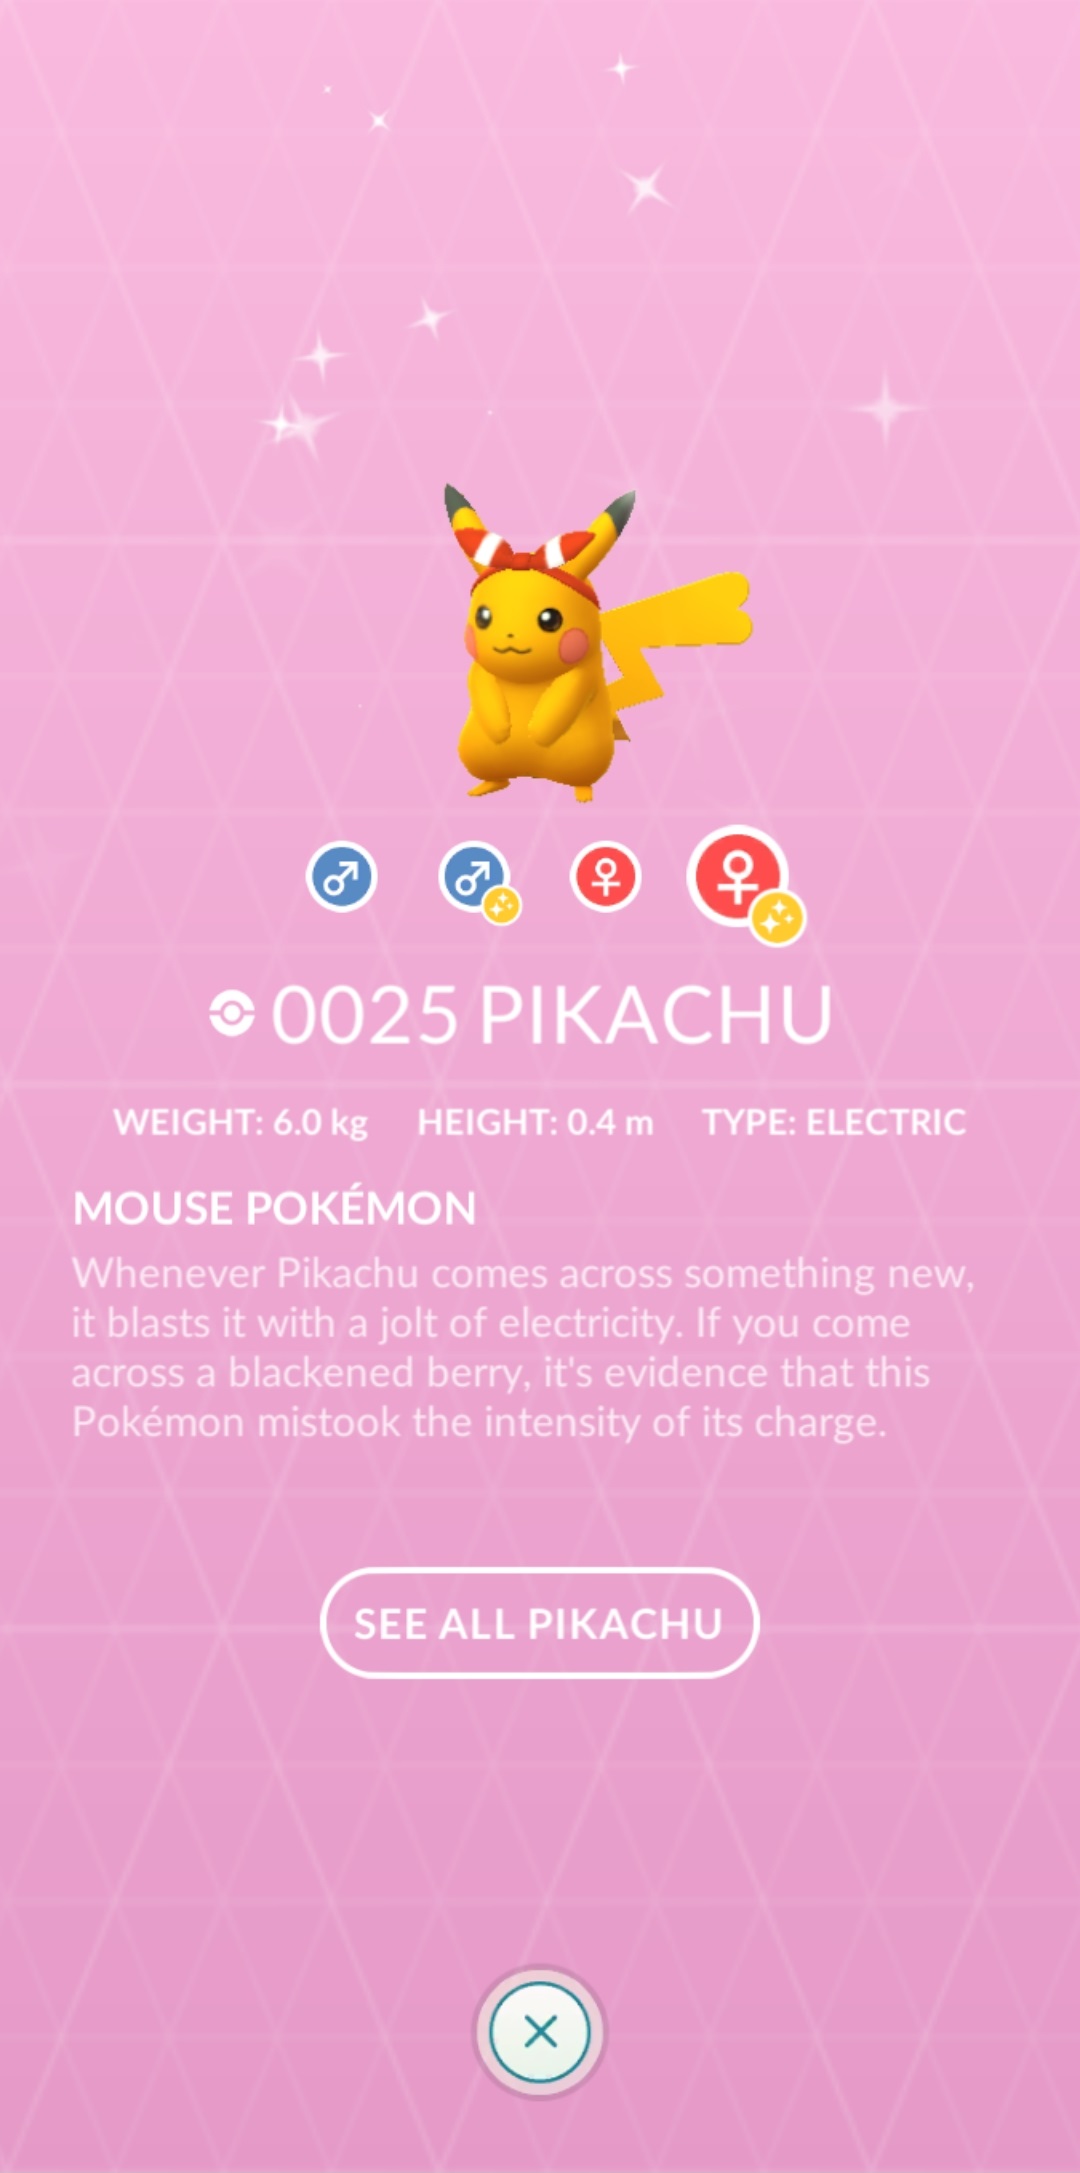 0025 PIKACHU
WEIGHT: 6.0 kg HEIGHT: 0.4 m TYPE: ELECTRIC
MOUSE POKÉMON
Whenever Pikachu comes across something new,
it blasts it with a jolt of electricity. If you come
across a blackened berry, it's evidence that this
Pokémon mistook the intensity of its charge.
SEE ALL PIKACHU